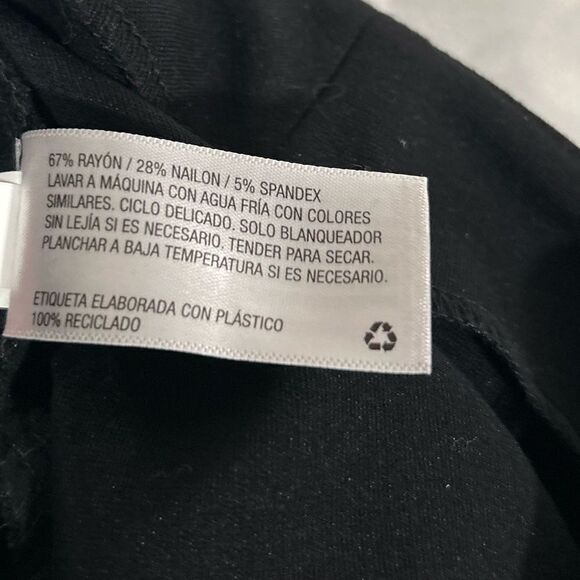 67% RAYÓN / 28% NAILON / 5% SPANDEX
LAVAR A MÁQUINA CON AGUA FRÍA CON COLORES
SIMILARES. CICLO DELICADO. SOLO BLANQUEADOR
SIN LEJÍA SI ES NECESARIO. TENDER PARA SECAR.
PLANCHAR A BAJA TEMPERATURA SI ES NECESARIO.
ETIQUETA ELABORADA CON PLÁSTICO
100% RECICLADO